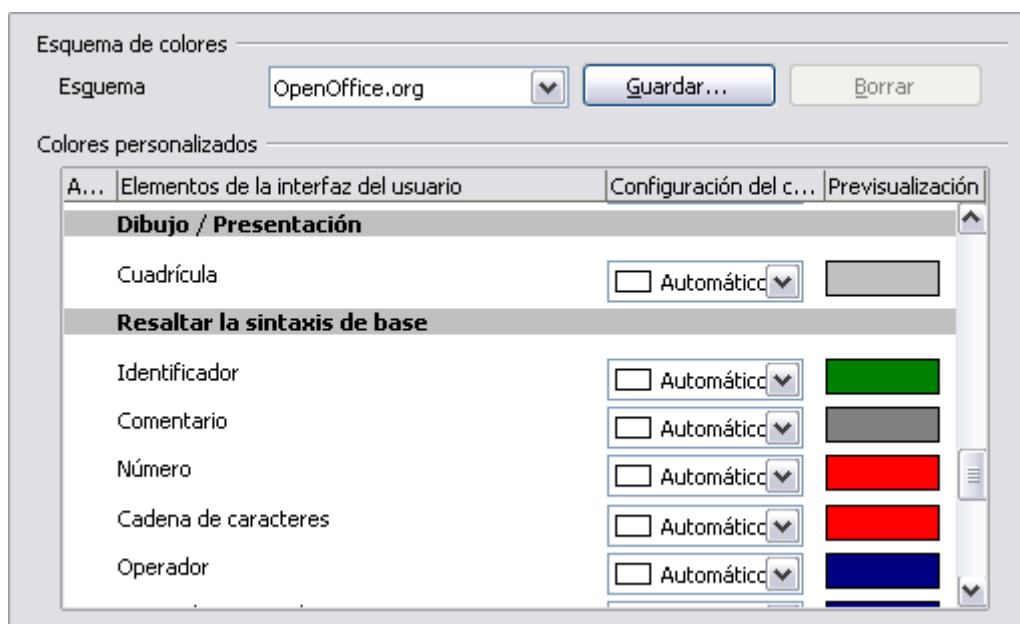 Esquema de colores
Esquema OpenOffice.org Guardar... Borrar
Colores personalizados
A... Elementos de la interfaz del usuario Configuración del c... Previsualización
Dibujo / Presentación
Cuadrícula Automático
Resaltar la sintaxis de base
Identificador Automático
Comentario Automático
Número Automático
Cadena de caracteres Automático
Operador Automático